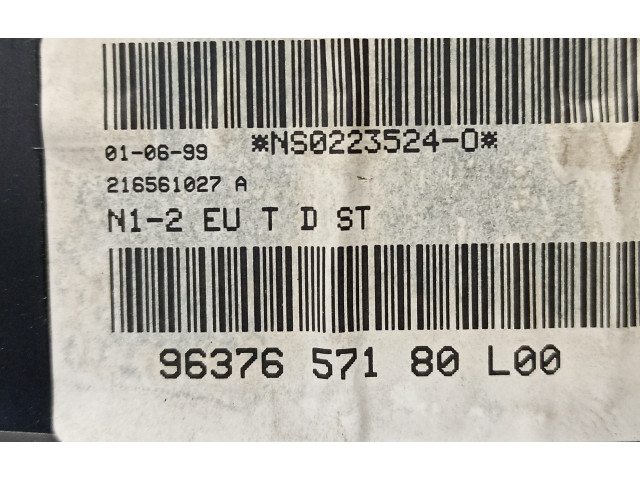 *NS0223524-0*
01-06-99
216561027 A
N1-2 EU T D ST
96376 571 80 L00